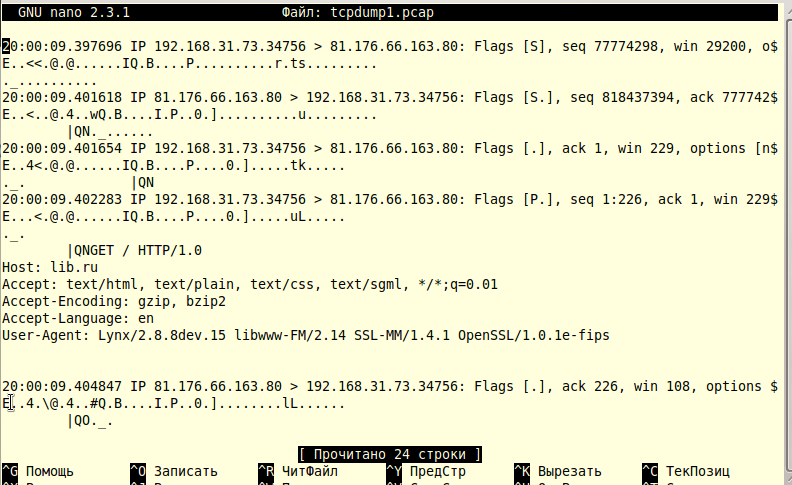 GNU nano 2.3.1 Файл: tcpdump1.pcap
20:00:09.397696 IP 192.168.31.73.34756 > 81.176.66.163.80: Flags [S], seq 77774298, win 29200, o$
E..<<.@.@......IQ.B....P..........r.ts.........
._..........
20:00:09.401618 IP 81.176.66.163.80 > 192.168.31.73.34756: Flags [S.], seq 818437394, ack 777742$
E..<..@.4..wQ.B....I.P..0.]..........u.........
|QN._......
20:00:09.401654 IP 192.168.31.73.34756 > 81.176.66.163.80: Flags [.], ack 1, win 229, options [n$
E..4<.@.@......IQ.B....P....0.].....tk.....
._. |QN
20:00:09.402283 IP 192.168.31.73.34756 > 81.176.66.163.80: Flags [P.], seq 1:226, ack 1, win 229$
E...<.@.@......IQ.B....P....0.].....uL.....
._.
|QNGET / HTTP/1.0
Host: lib.ru
Accept: text/html, text/plain, text/css, text/sgml, */*;q=0.01
Accept-Encoding: gzip, bzip2
Accept-Language: en
User-Agent: Lynx/2.8.8dev.15 libwww-FM/2.14 SSL-MM/1.4.1 OpenSSL/1.0.1e-fips
20:00:09.404847 IP 81.176.66.163.80 > 192.168.31.73.34756: Flags [.], ack 226, win 108, options $
E..4.\@.4..#Q.B....I.P..0.]........lL......
|QO._.
[ Прочитано 24 строки ]
^G Помощь ^O Записать ^R ЧитФайл ^Y ПредСтр ^K Вырезать ^C ТекПозиц